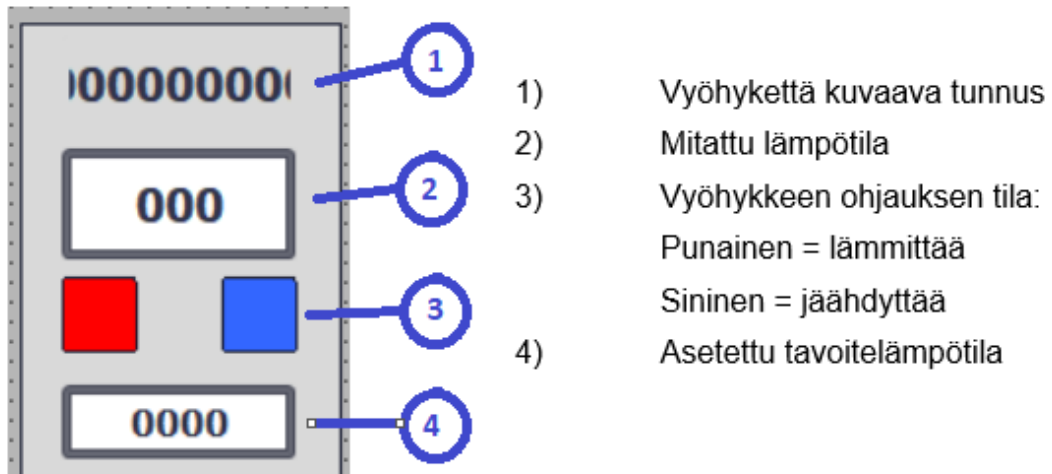 000000000
1
000
2
3
0000
4
1) Vyöhykettä kuvaava tunnus
2) Mitattu lämpötila
3) Vyöhykkeen ohjauksen tila:
Punainen = lämmittää
Sininen = jäähdyttää
4) Asetettu tavoitelämpötila